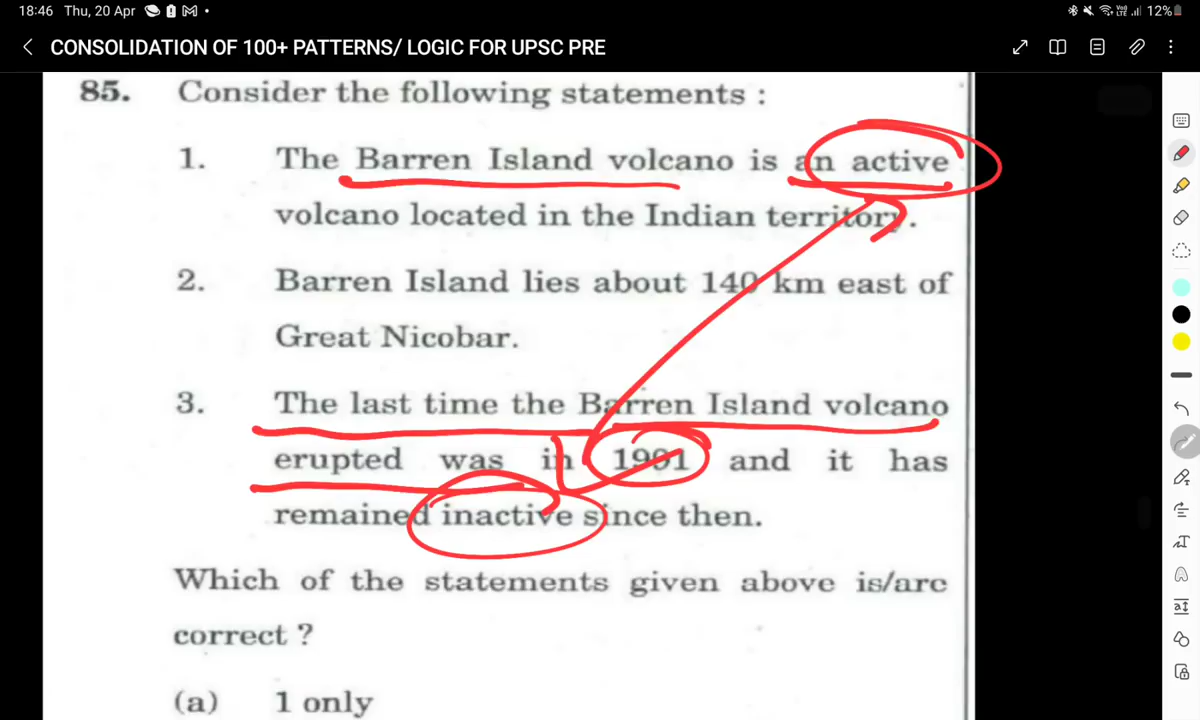 18:46 Thu, 20 Apr
12%
CONSOLIDATION OF 100+ PATTERNS/ LOGIC FOR UPSC PRE
85. Consider the following statements :
1. The Barren Island volcano is an active
volcano located in the Indian territory.
2. Barren Island lies about 140 km east of
Great Nicobar.
3. The last time the Barren Island volcano
erupted was in 1991 and it has
remained inactive since then.
Which of the statements given above is/are
correct ?
(a) 1 only